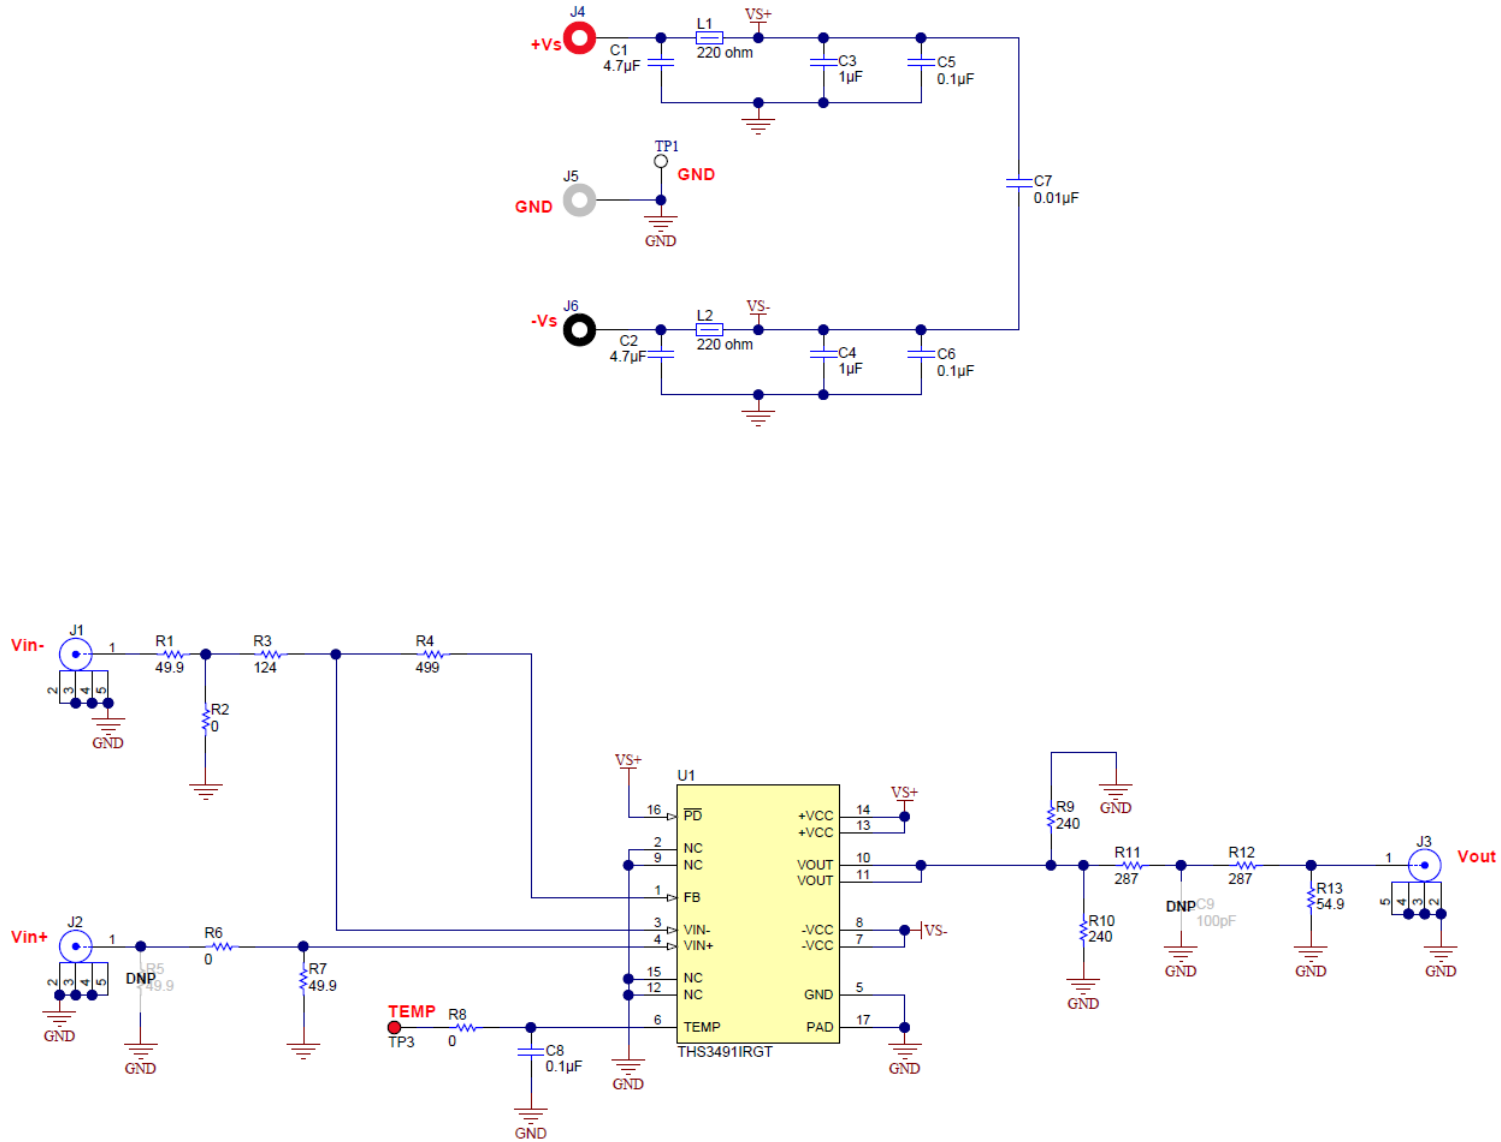 J4
+Vs
C1
4.7µF
L1
220 ohm
VS+
C3
1µF
C5
0.1µF
TP1
GND
J5
GND
GND
C7
0.01µF
J6
-Vs
C2
4.7µF
L2
220 ohm
VS-
C4
1µF
C6
0.1µF
Vin-
J1
1
2
3
4
5
GND
R1
49.9
R2
0
R3
124
R4
499
VS+
U1
16
PD
2
NC
9
NC
1
FB
3
VIN-
4
VIN+
15
NC
12
NC
6
TEMP
THS3491IRGT
GND
+VCC
14
+VCC
13
VS+
VOUT
10
VOUT
11
-VCC
8
-VCC
7
VS-
GND
5
PAD
17
GND
Vin+
J2
1
2
3
4
5
GND
DNP
R5
49.9
GND
R6
0
R7
49.9
TEMP
TP3
R8
0
C8
0.1µF
GND
R9
240
GND
R10
240
GND
R11
287
DNP
C9
100pF
GND
R12
287
R13
54.9
GND
J3
1
Vout
5
4
3
2
GND